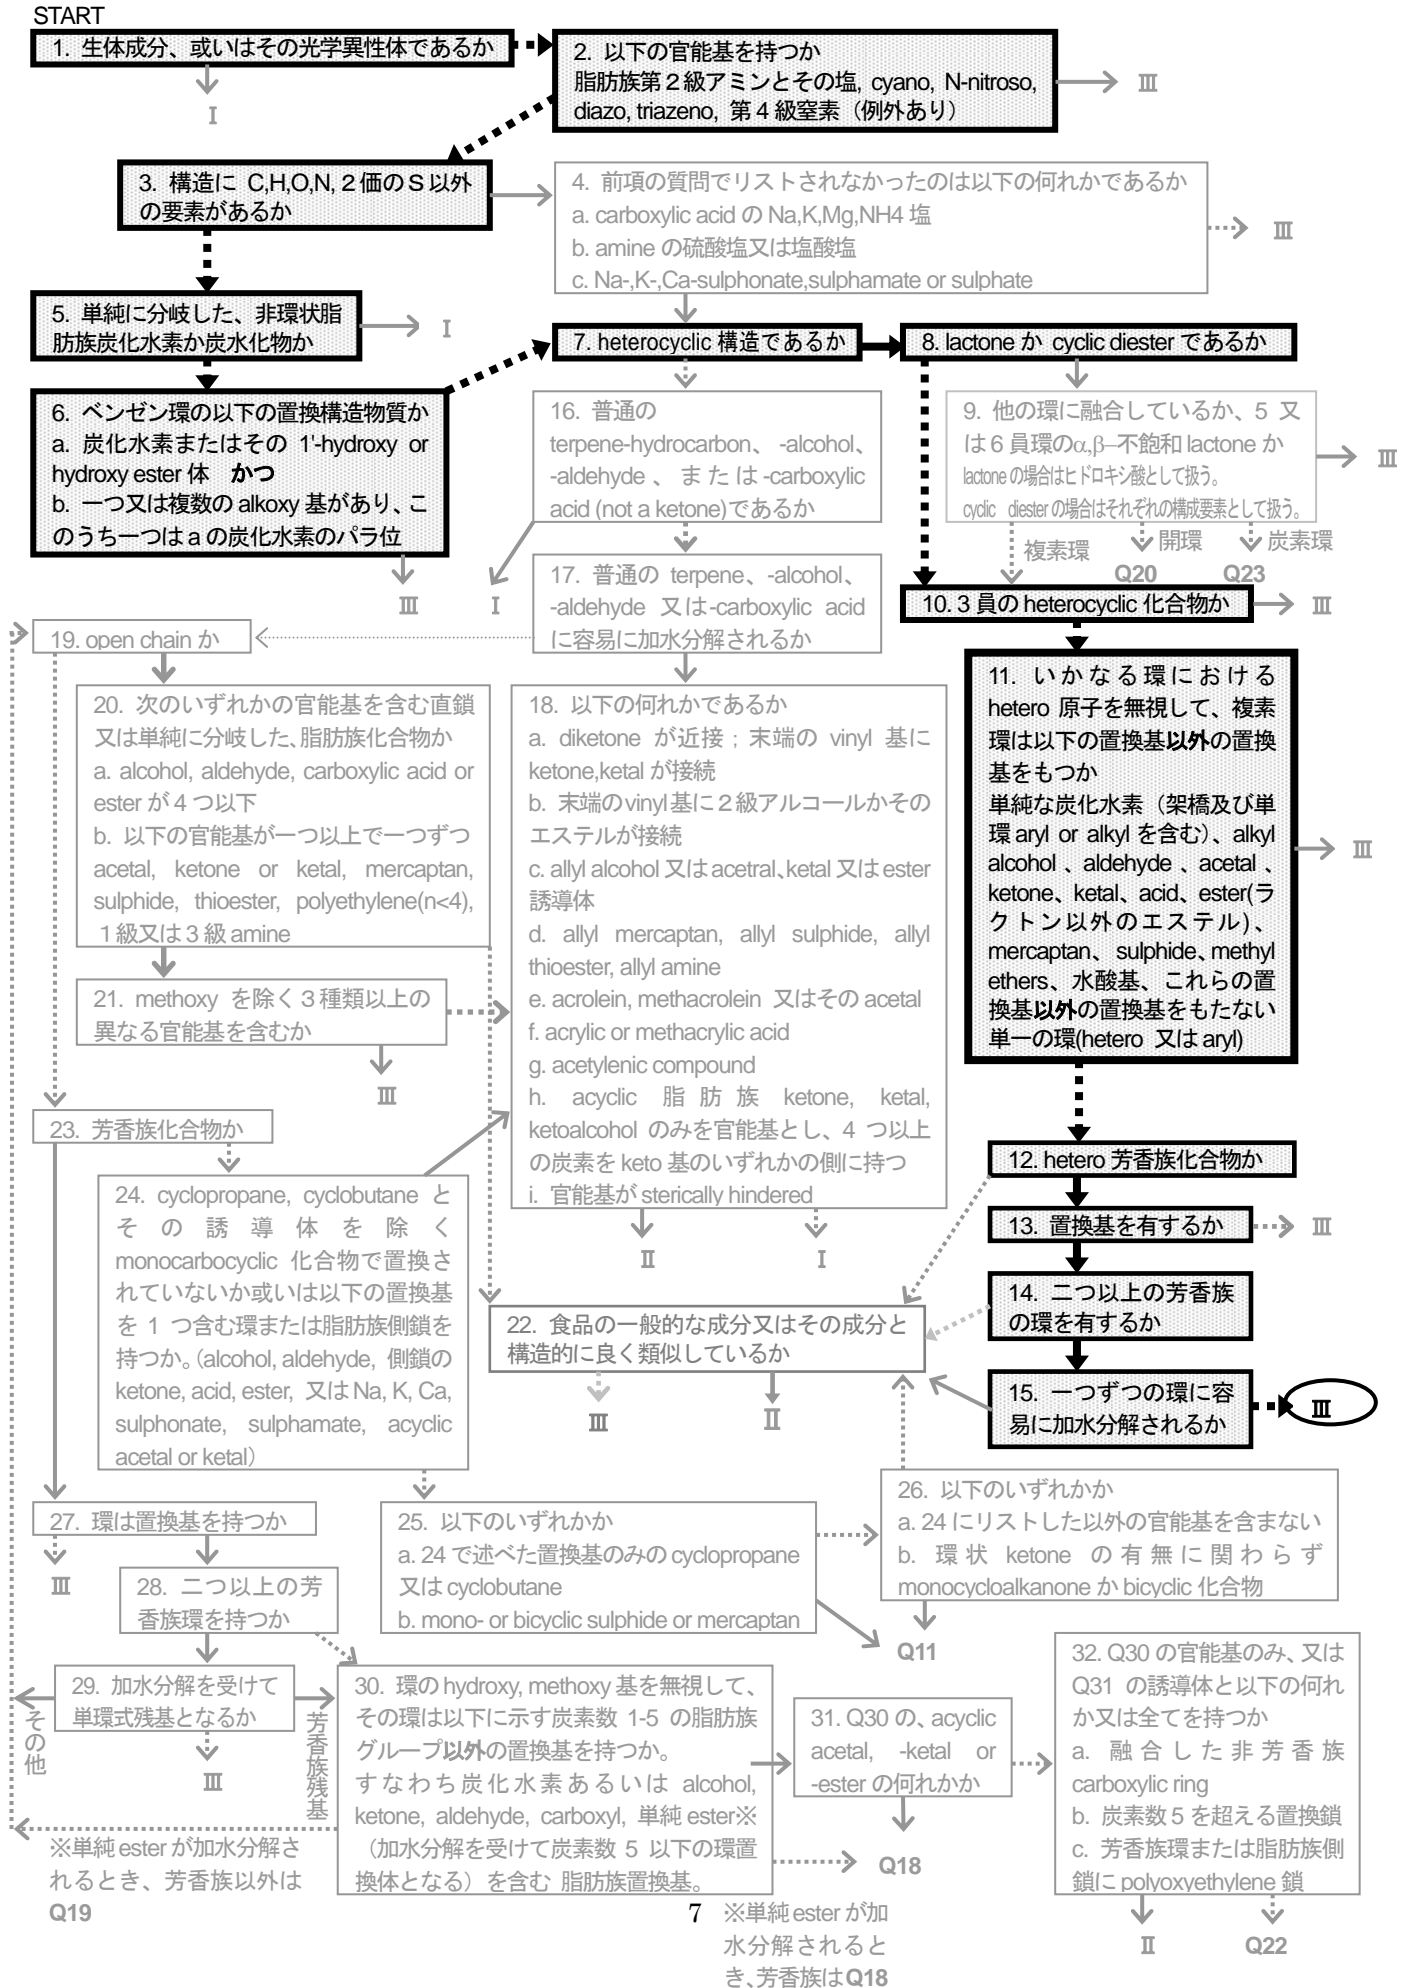 START
1. 生体成分、或いはその光学異性体であるか
I
2. 以下の官能基を持つか
脂肪族第２級アミンとその塩, cyano, N-nitroso,
diazo, triazeno, 第４級窒素（例外あり）
Ⅲ
3. 構造に C,H,O,N,２価のＳ以外
の要素があるか
4. 前項の質問でリストされなかったのは以下の何れかであるか
a. carboxylic acid の Na,K,Mg,NH4 塩
b. amine の硫酸塩又は塩酸塩
c. Na-,K-,Ca-sulphonate,sulphamate or sulphate
Ⅲ
5. 単純に分岐した、非環状脂
肪族炭化水素か炭水化物か
I
6. ベンゼン環の以下の置換構造物質か
a. 炭化水素またはその 1'-hydroxy or
hydroxy ester 体　かつ
b. 一つ又は複数の alkoxy 基があり、こ
のうち一つはａの炭化水素のパラ位
Ⅲ
7. heterocyclic 構造であるか
8. lactone か cyclic diester であるか
9. 他の環に融合しているか、5 又
は 6 員環のα,β–不飽和 lactone か
lactone の場合はヒドロキシ酸として扱う。
cyclic diester の場合はそれぞれの構成要素として扱う。
Ⅲ
複素環
開環
炭素環
Q20
Q23
10. 3 員の heterocyclic 化合物か
Ⅲ
11. いかなる環における
hetero 原子を無視して、複素
環は以下の置換基以外の置換
基をもつか
単純な炭化水素（架橋及び単
環 aryl or alkyl を含む）、alkyl
alcohol 、aldehyde 、acetal 、
ketone、ketal、acid、ester(ラ
クトン以外のエステル)、
mercaptan、 sulphide、methyl
ethers、水酸基、これらの置
換基以外の置換基をもたない
単一の環(hetero 又は aryl)
Ⅲ
12. hetero 芳香族化合物か
13. 置換基を有するか
Ⅲ
14. 二つ以上の芳香族
の環を有するか
15. 一つずつの環に容
易に加水分解されるか
Ⅲ
16. 普通の
terpene-hydrocarbon、-alcohol、
-aldehyde 、または-carboxylic
acid (not a ketone)であるか
I
17. 普通の terpene、-alcohol、
-aldehyde 又は-carboxylic acid
に容易に加水分解されるか
18. 以下の何れかであるか
a. diketone が近接；末端の vinyl 基に
ketone,ketal が接続
b. 末端のvinyl基に２級アルコールかその
エステルが接続
c. allyl alcohol 又は acetral、ketal 又は ester
誘導体
d. allyl mercaptan, allyl sulphide, allyl
thioester, allyl amine
e. acrolein, methacrolein 又はその acetal
f. acrylic or methacrylic acid
g. acetylenic compound
h. acyclic 脂肪族 ketone, ketal,
ketoalcohol のみを官能基とし、4 つ以上
の炭素を keto 基のいずれかの側に持つ
i. 官能基が sterically hindered
Ⅱ
I
19. open chain か
20. 次のいずれかの官能基を含む直鎖
又は単純に分岐した、脂肪族化合物か
a. alcohol, aldehyde, carboxylic acid or
ester が 4 つ以下
b. 以下の官能基が一つ以上で一つずつ
acetal, ketone or ketal, mercaptan,
sulphide, thioester, polyethylene(n<4),
１級又は３級 amine
21. methoxy を除く３種類以上の
異なる官能基を含むか
Ⅲ
22. 食品の一般的な成分又はその成分と
構造的に良く類似しているか
Ⅲ
Ⅱ
23. 芳香族化合物か
24. cyclopropane, cyclobutane と
その誘導体を除く
monocarbocyclic 化合物で置換さ
れていないか或いは以下の置換基
を 1 つ含む環または脂肪族側鎖を
持つか。(alcohol, aldehyde, 側鎖の
ketone, acid, ester, 又は Na, K, Ca,
sulphonate, sulphamate, acyclic
acetal or ketal）
25. 以下のいずれかか
a. 24 で述べた置換基のみの cyclopropane
又は cyclobutane
b. mono- or bicyclic sulphide or mercaptan
Q11
26. 以下のいずれかか
a. 24 にリストした以外の官能基を含まない
b. 環状 ketone の有無に関わらず
monocycloalkanone か bicyclic 化合物
27. 環は置換基を持つか
Ⅲ
28. 二つ以上の芳
香族環を持つか
29. 加水分解を受けて
単環式残基となるか
その他
芳香族残基
Ⅲ
※単純 ester が加水分解さ
れるとき、芳香族以外は
Q19
30. 環の hydroxy, methoxy 基を無視して、
その環は以下に示す炭素数 1-5 の脂肪族
グループ以外の置換基を持つか。
すなわち炭化水素あるいは alcohol,
ketone, aldehyde, carboxyl, 単純 ester※
（加水分解を受けて炭素数 5 以下の環置
換体となる）を含む 脂肪族置換基。
31. Q30 の、acyclic
acetal, -ketal or
-ester の何れかか
Q18
32. Q30 の官能基のみ、又は
Q31 の誘導体と以下の何れ
か又は全てを持つか
a. 融合した非芳香族
carboxylic ring
b. 炭素数 5 を超える置換鎖
c. 芳香族環または脂肪族側
鎖に polyoxyethylene 鎖
Ⅱ
Q22
7
※単純 ester が加
水分解されると
き、芳香族は Q18